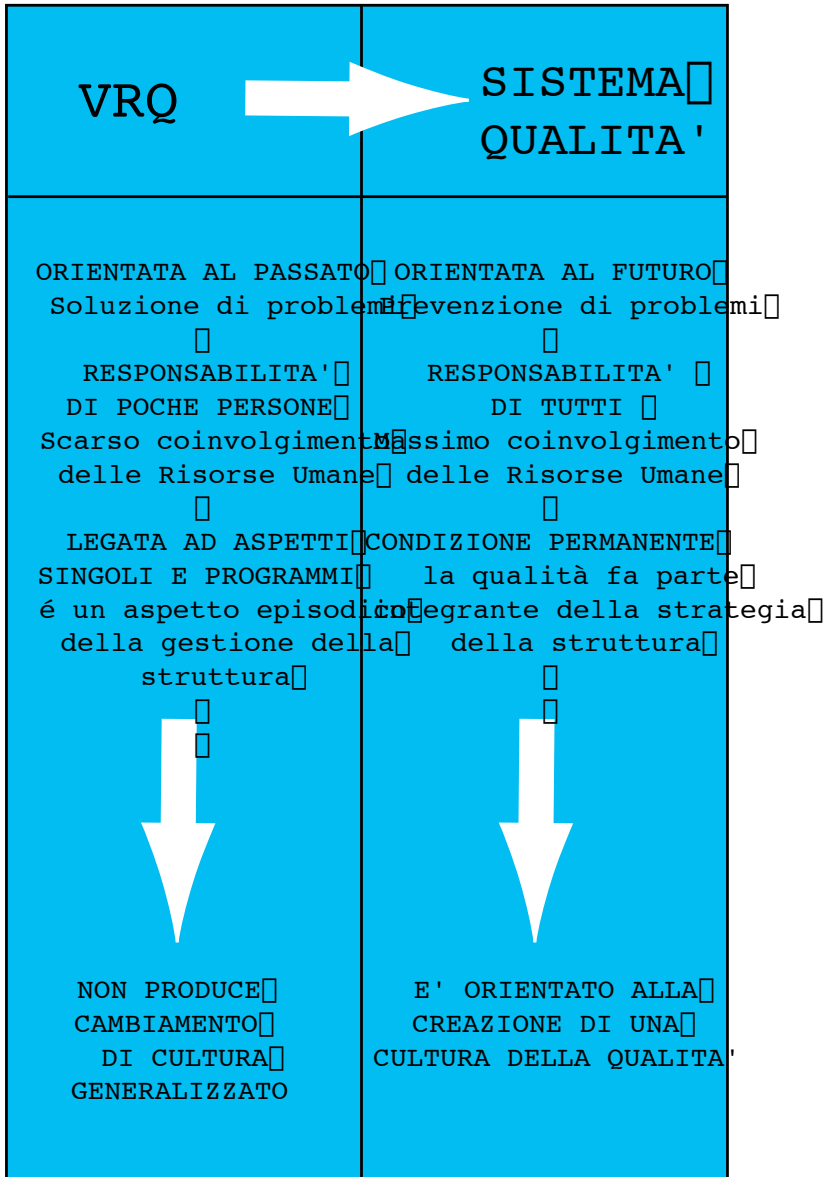 VRQ
SISTEMA
QUALITA'
ORIENTATA AL PASSATO
Soluzione di problemi
RESPONSABILITA'
DI POCHE PERSONE
Scarso coinvolgimento
delle Risorse Umane
LEGATA AD ASPETTI
SINGOLI E PROGRAMMI
é un aspetto episodico
della gestione della
struttura
NON PRODUCE
CAMBIAMENTO
DI CULTURA
GENERALIZZATO
ORIENTATA AL FUTURO
Prevenzione di problemi
RESPONSABILITA'
DI TUTTI
Massimo coinvolgimento
delle Risorse Umane
CONDIZIONE PERMANENTE
la qualità fa parte
integrante della strategia
della struttura
E' ORIENTATO ALLA
CREAZIONE DI UNA
CULTURA DELLA QUALITA'